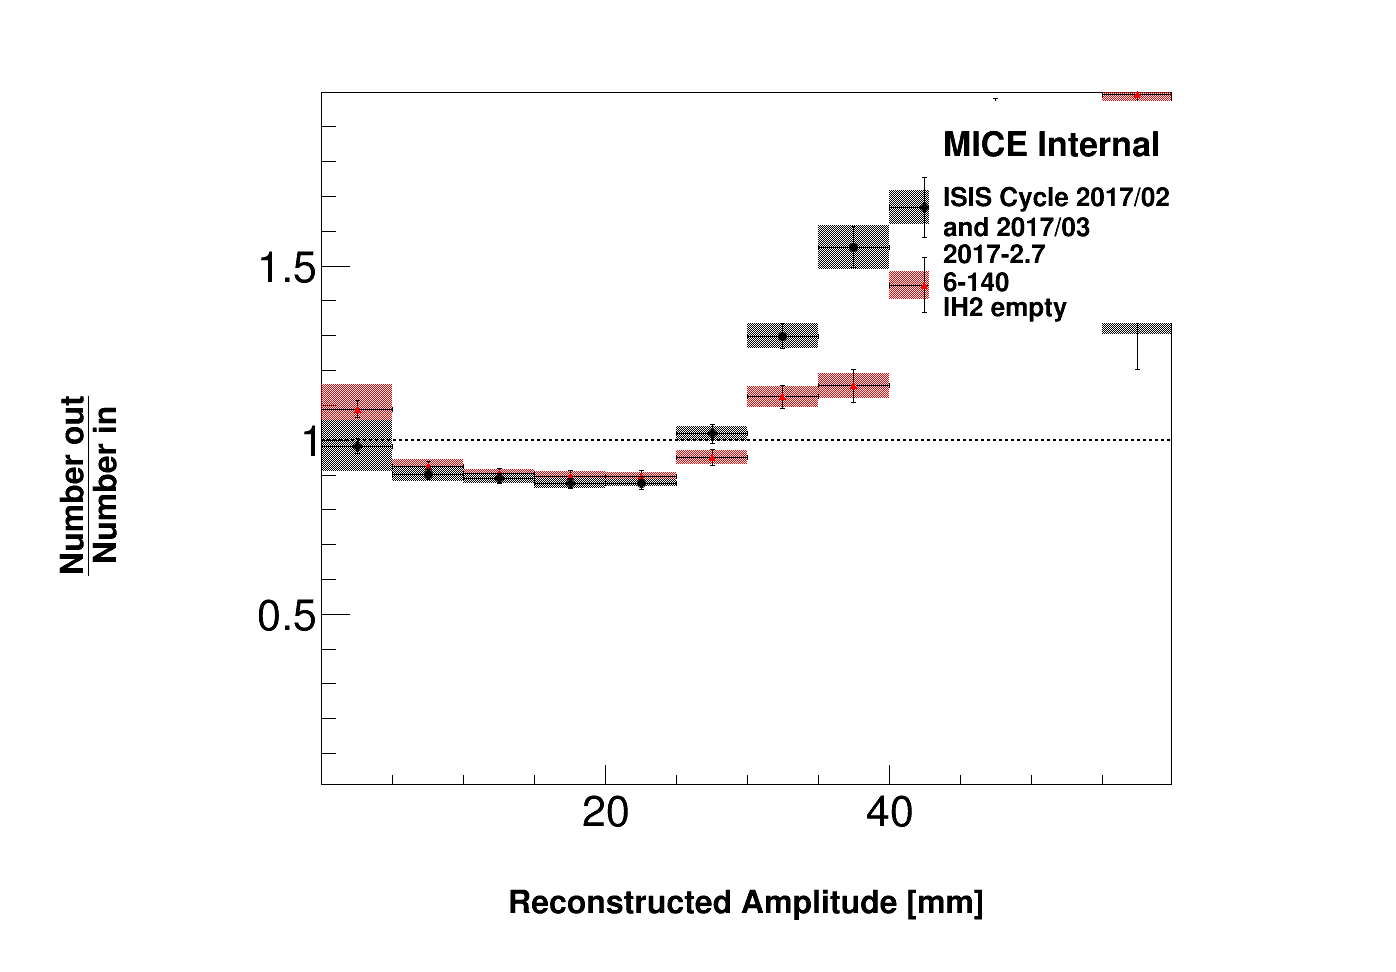 MICE Internal
ISIS Cycle 2017/02
and 2017/03
2017-2.7
6-140
IH2 empty
1.5
1
0.5
Number out
Number in
20 40
Reconstructed Amplitude [mm]